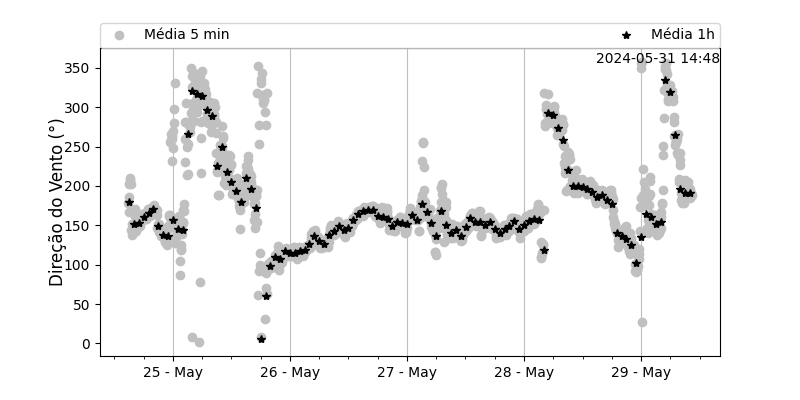 Média 5 min
Média 1h
2024-05-31 14:48
Direção do Vento (°)
350
300
250
200
150
100
50
0
25 - May
26 - May
27 - May
28 - May
29 - May